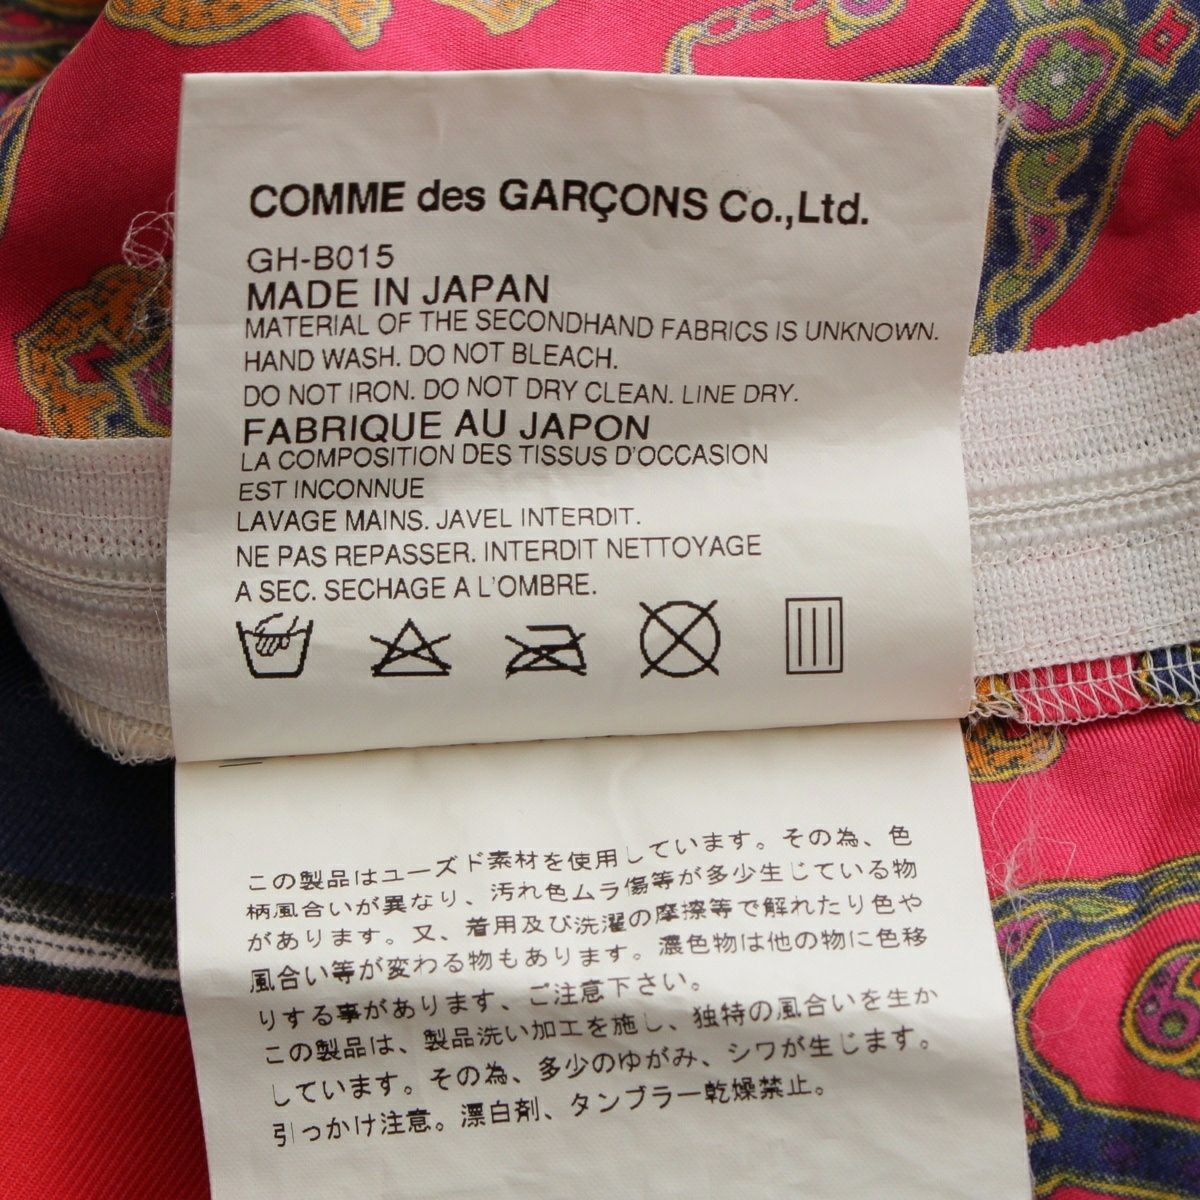 COMME des GARÇONS Co.,Ltd.
GH-B015
MADE IN JAPAN
MATERIAL OF THE SECONDHAND FABRICS IS UNKNOWN.
HAND WASH. DO NOT BLEACH.
DO NOT IRON. DO NOT DRY CLEAN. LINE DRY.
FABRIQUE AU JAPON
LA COMPOSITION DES TISSUS D'OCCASION
EST INCONNUE
LAVAGE MAINS. JAVEL INTERDIT.
NE PAS REPASSER. INTERDIT NETTOYAGE
A SEC. SECHAGE A L'OMBRE.
この製品はユーズド素材を使用しています。その為、色
柄風合いが異なり、汚れ色ムラ傷等が多少生じている物
があります。又、着用及び洗濯の摩擦等で解れたり色や
風合い等が変わる物もあります。濃色物は他の物に色移
りする事があります、ご注意下さい。
この製品は、製品洗い加工を施し、独特の風合いを生か
しています。その為、多少のゆがみ、シワが生じます。
引っかけ注意。漂白剤、タンブラー乾燥禁止。